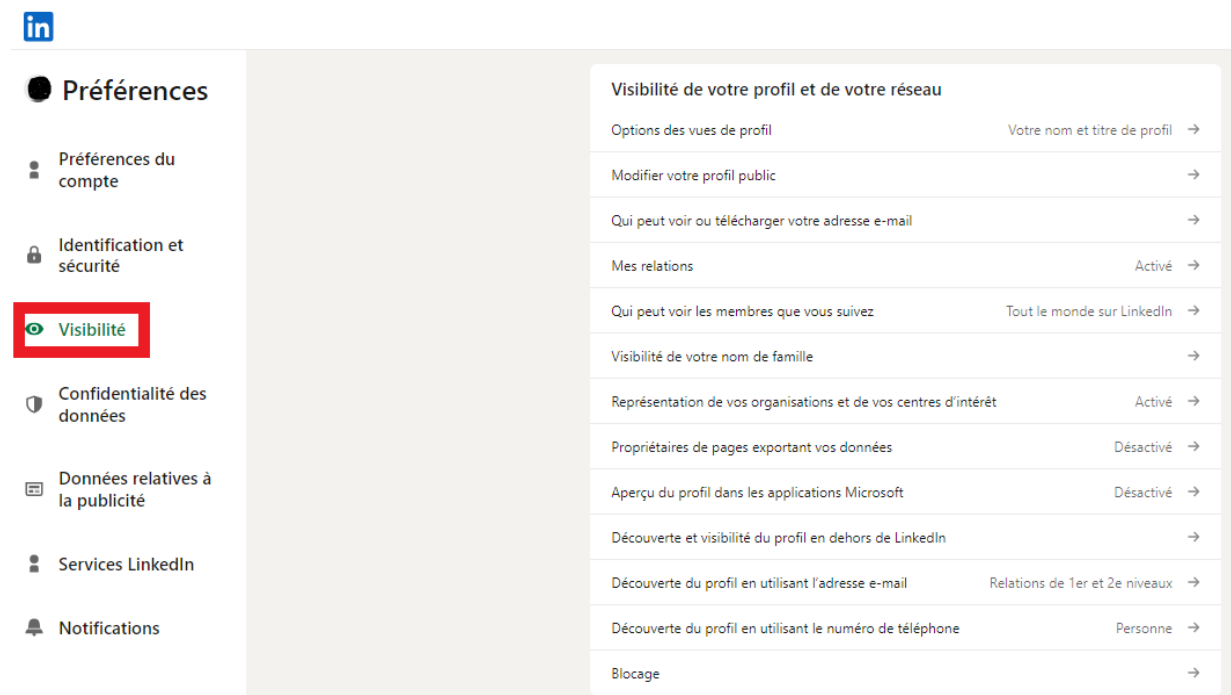 in
Préférences
Préférences du
compte
Identification et
sécurité
Visibilité
Confidentialité des
données
Données relatives à
la publicité
Services LinkedIn
Notifications
Visibilité de votre profil et de votre réseau
Options des vues de profil Votre nom et titre de profil →
Modifier votre profil public →
Qui peut voir ou télécharger votre adresse e-mail →
Mes relations Activé →
Qui peut voir les membres que vous suivez Tout le monde sur LinkedIn →
Visibilité de votre nom de famille →
Représentation de vos organisations et de vos centres d’intérêt Activé →
Propriétaires de pages exportant vos données Désactivé →
Aperçu du profil dans les applications Microsoft Désactivé →
Découverte et visibilité du profil en dehors de LinkedIn →
Découverte du profil en utilisant l’adresse e-mail Relations de 1er et 2e niveaux →
Découverte du profil en utilisant le numéro de téléphone Personne →
Blocage →